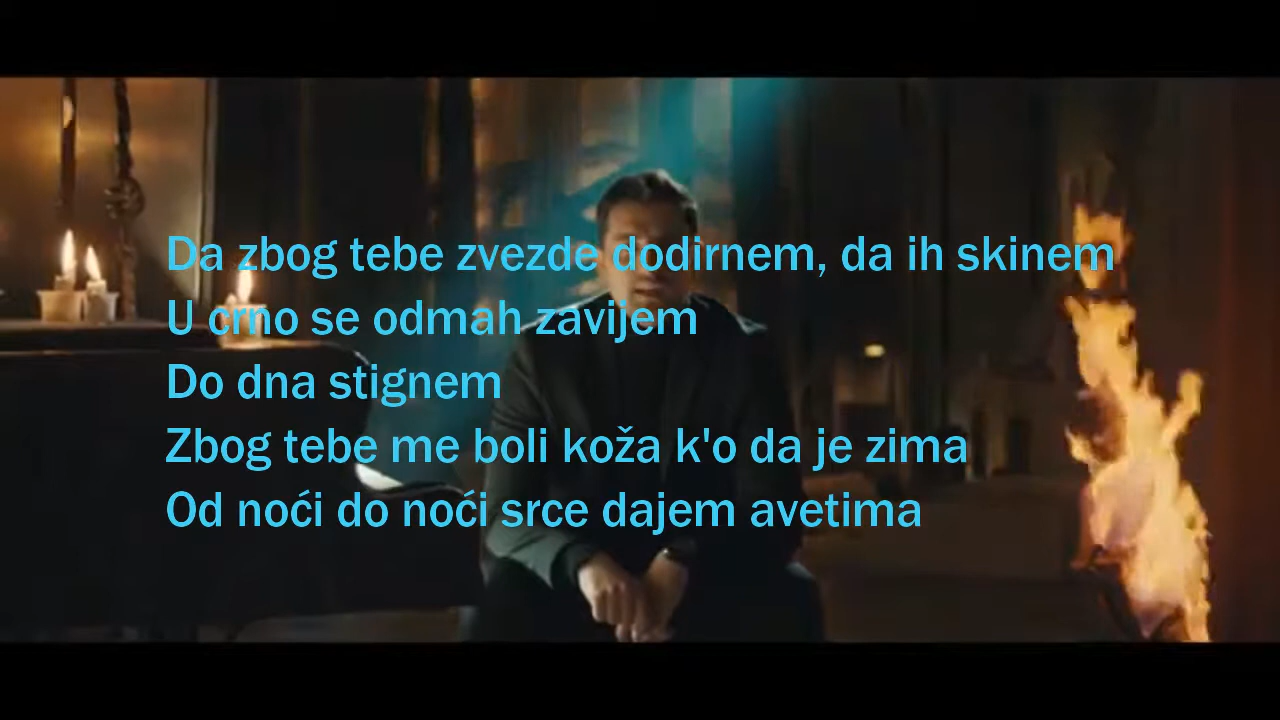 Da zbog tebe zvezde dodirnem, da ih skinem
U crno se odmah zavijem
Do dna stignem
Zbog tebe me boli koža k'o da je zima
Od noći do noći srce dajem avetima